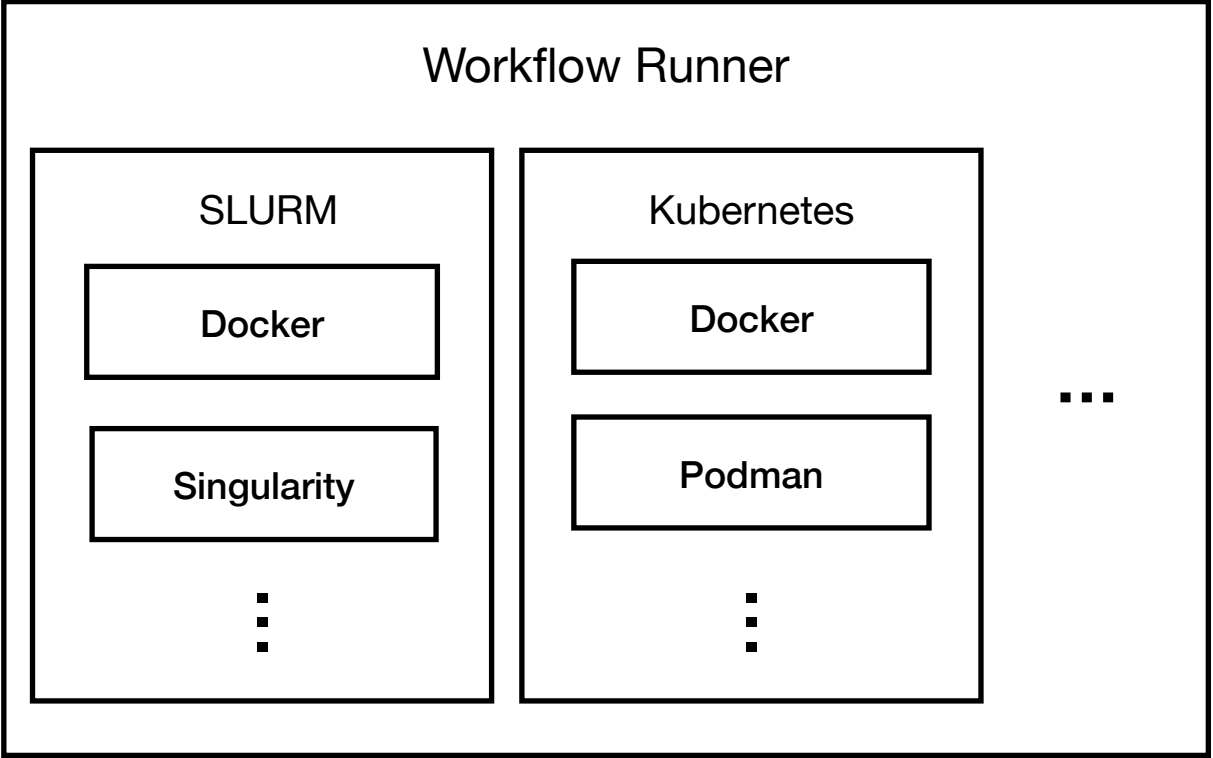 Workflow Runner
SLURM
Docker
Singularity
Kubernetes
Docker
Podman
...